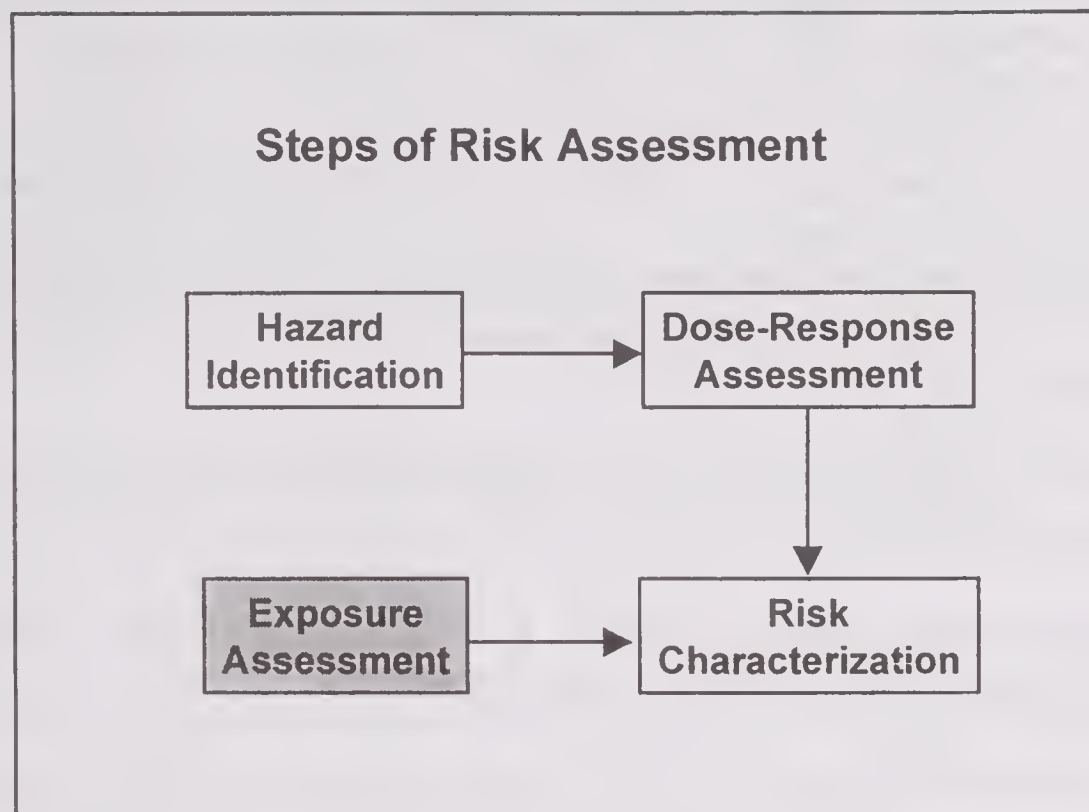 Steps of Risk Assessment
Hazard
Identification
Dose-Response
Assessment
Exposure
Assessment
Risk
Characterization